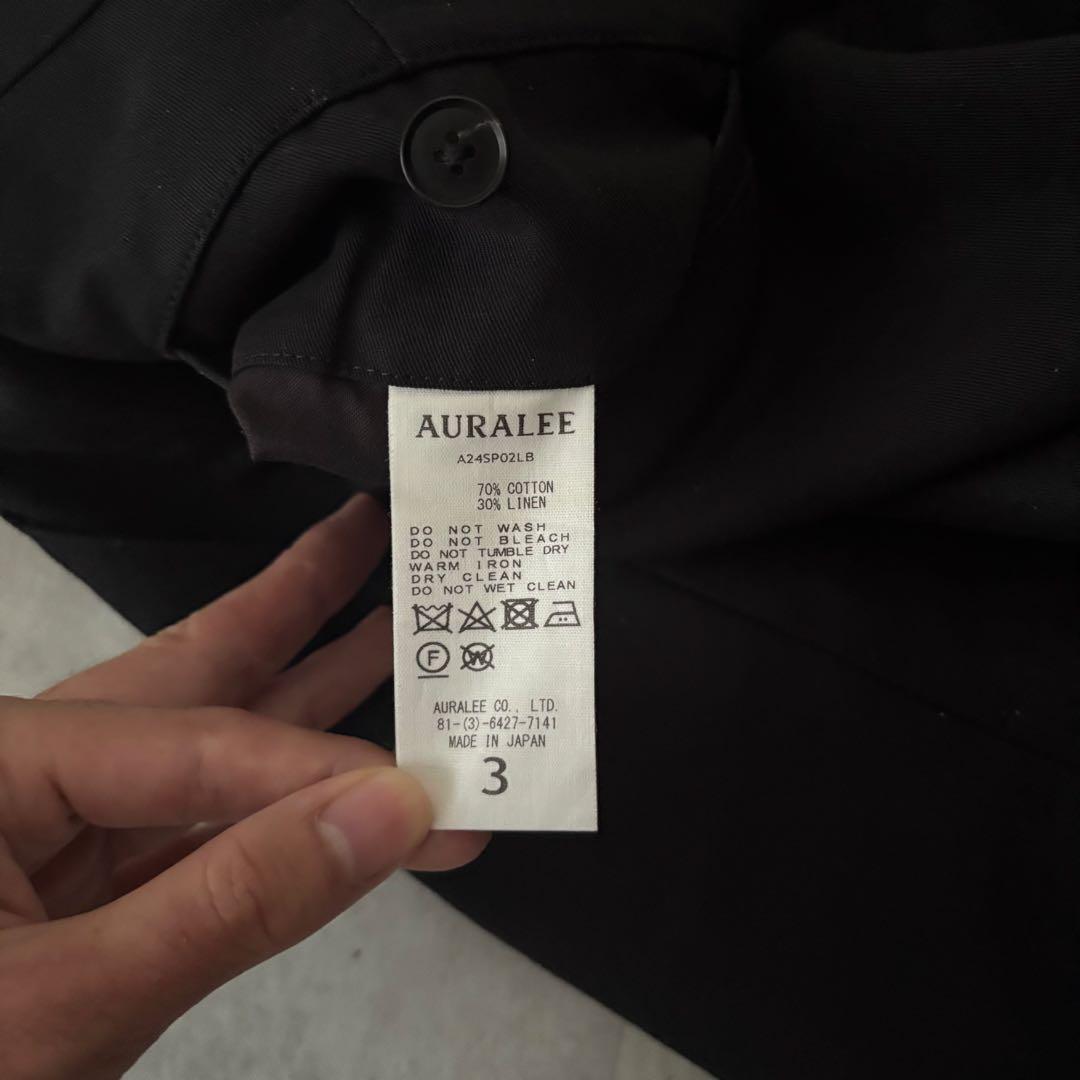 AURALEE
A24SP02LB
70% COTTON
30% LINEN
DO NOT WASH
DO NOT BLEACH
DO NOT TUMBLE DRY
WARM IRON
DRY CLEAN
DO NOT WET CLEAN
F W
AURALEE CO., LTD.
81-(3)-6427-7141
MADE IN JAPAN
3